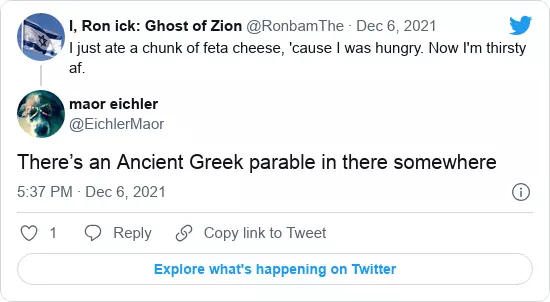 I, Ron ick: Ghost of Zion @RonbamThe · Dec 6, 2021
I just ate a chunk of feta cheese, 'cause I was hungry. Now I'm thirsty
af.
maor eichler
@EichlerMaor
There’s an Ancient Greek parable in there somewhere
5:37 PM · Dec 6, 2021
1 Reply Copy link to Tweet
Explore what's happening on Twitter